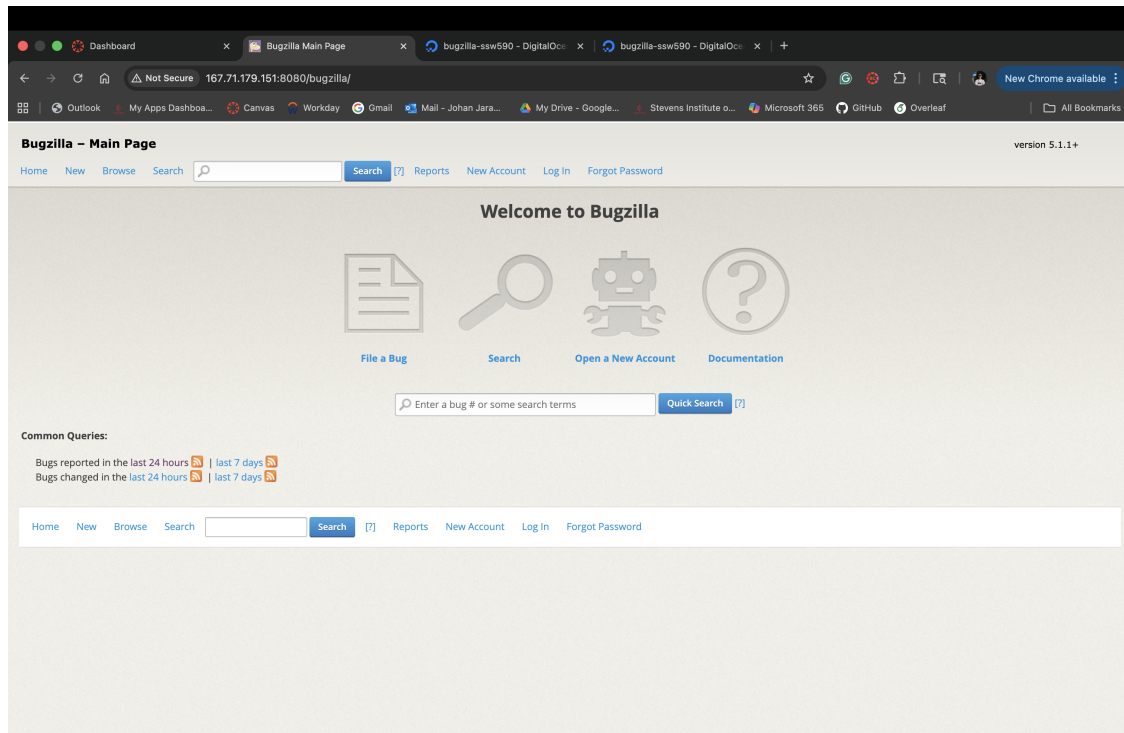 Dashboard
Bugzilla Main Page
bugzilla-ssw590 - DigitalOce
bugzilla-ssw590 - DigitalOce
Not Secure 167.71.179.151:8080/bugzilla/
New Chrome available
Outlook My Apps Dashboa... Canvas Workday Gmail Mail - Johan Jara... My Drive - Google... Stevens Institute o... Microsoft 365 GitHub Overleaf All Bookmarks
Bugzilla – Main Page
version 5.1.1+
Home New Browse Search Search [?] Reports New Account Log In Forgot Password
Welcome to Bugzilla
File a Bug Search Open a New Account Documentation
Enter a bug # or some search terms Quick Search [?]
Common Queries:
Bugs reported in the last 24 hours | last 7 days
Bugs changed in the last 24 hours | last 7 days
Home New Browse Search Search [?] Reports New Account Log In Forgot Password